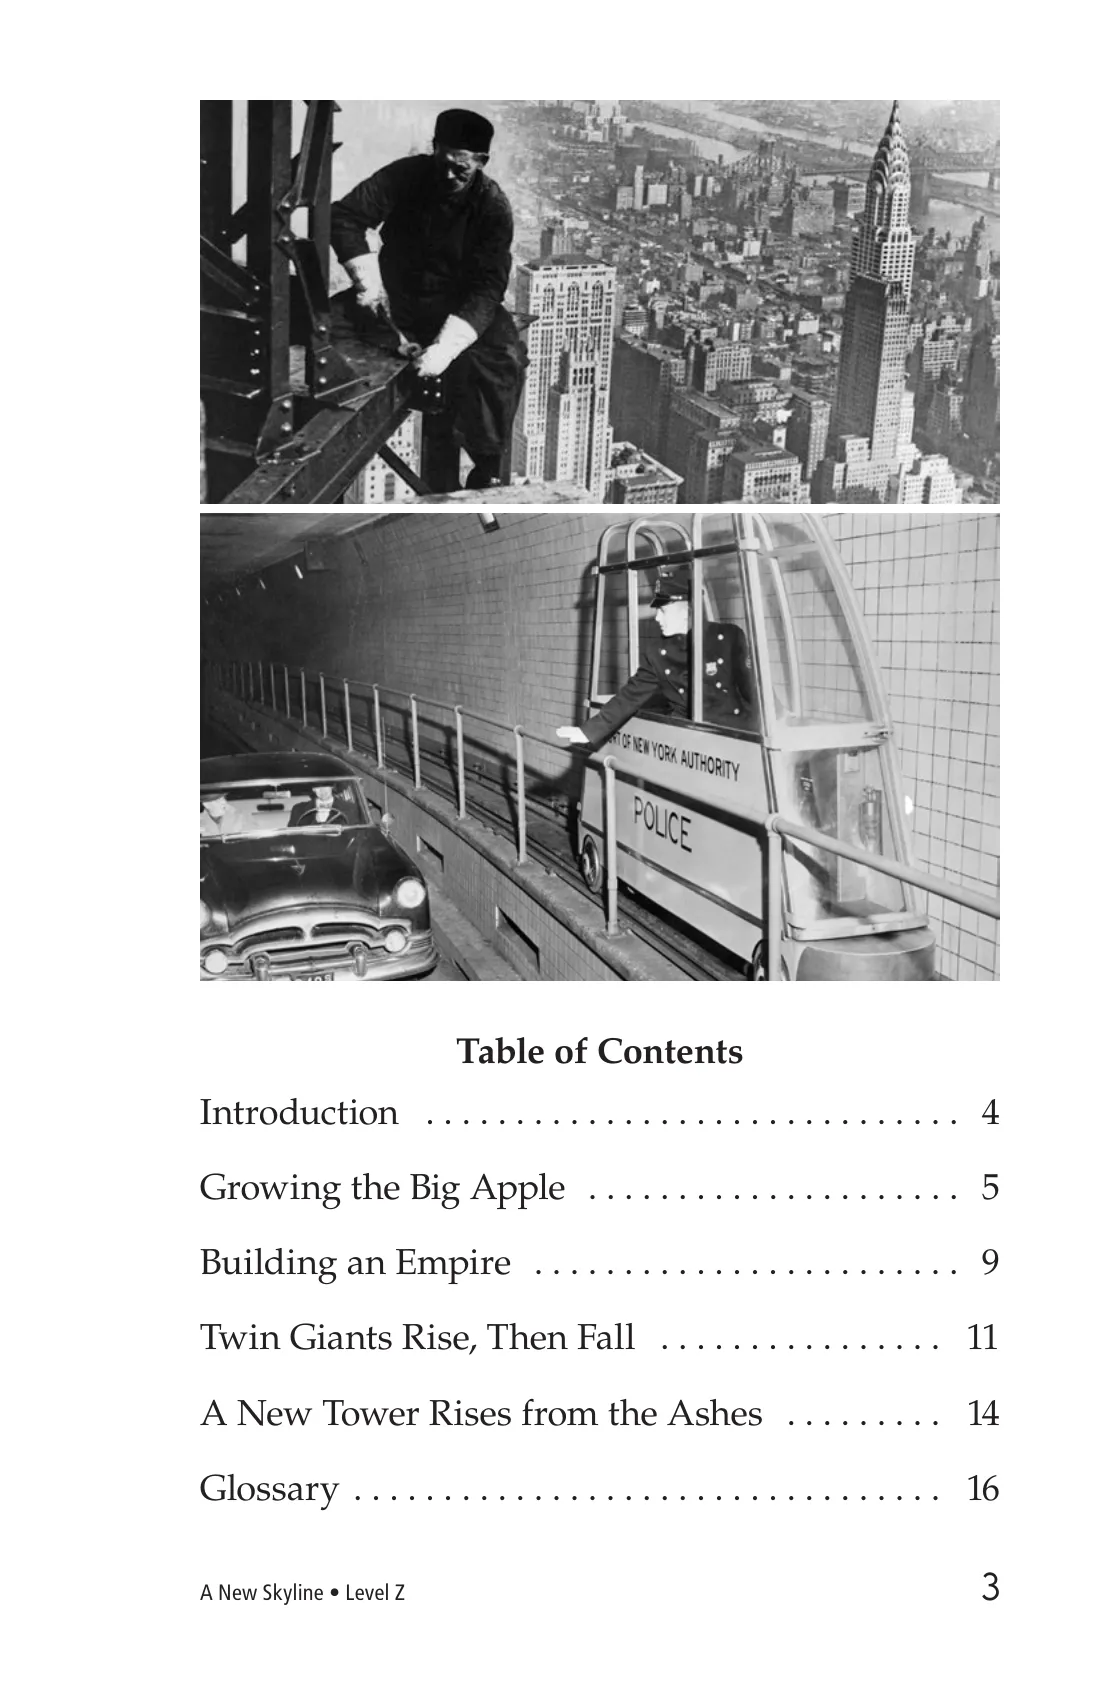 OF NEW YORK AUTHORITY
POLICE
Table of Contents
Introduction . . . . . . . . . . . . . . . . . . . . . . . . . . . . . . 4
Growing the Big Apple . . . . . . . . . . . . . . . . . . . . . 5
Building an Empire . . . . . . . . . . . . . . . . . . . . . . . . 9
Twin Giants Rise, Then Fall . . . . . . . . . . . . . . . . 11
A New Tower Rises from the Ashes . . . . . . . . . 14
Glossary . . . . . . . . . . . . . . . . . . . . . . . . . . . . . . . . . 16
A New Skyline • Level Z 3